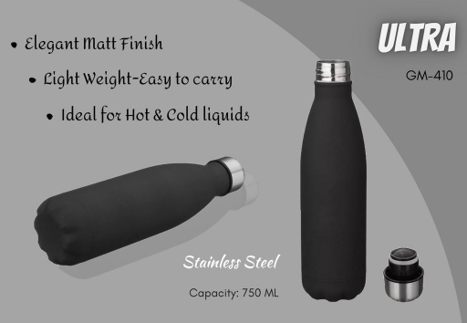 ULTRA
GM-410
• Elegant Matt Finish
• Light Weight-Easy to carry
• Ideal for Hot & Cold liquids
Stainless Steel
Capacity: 750 ML